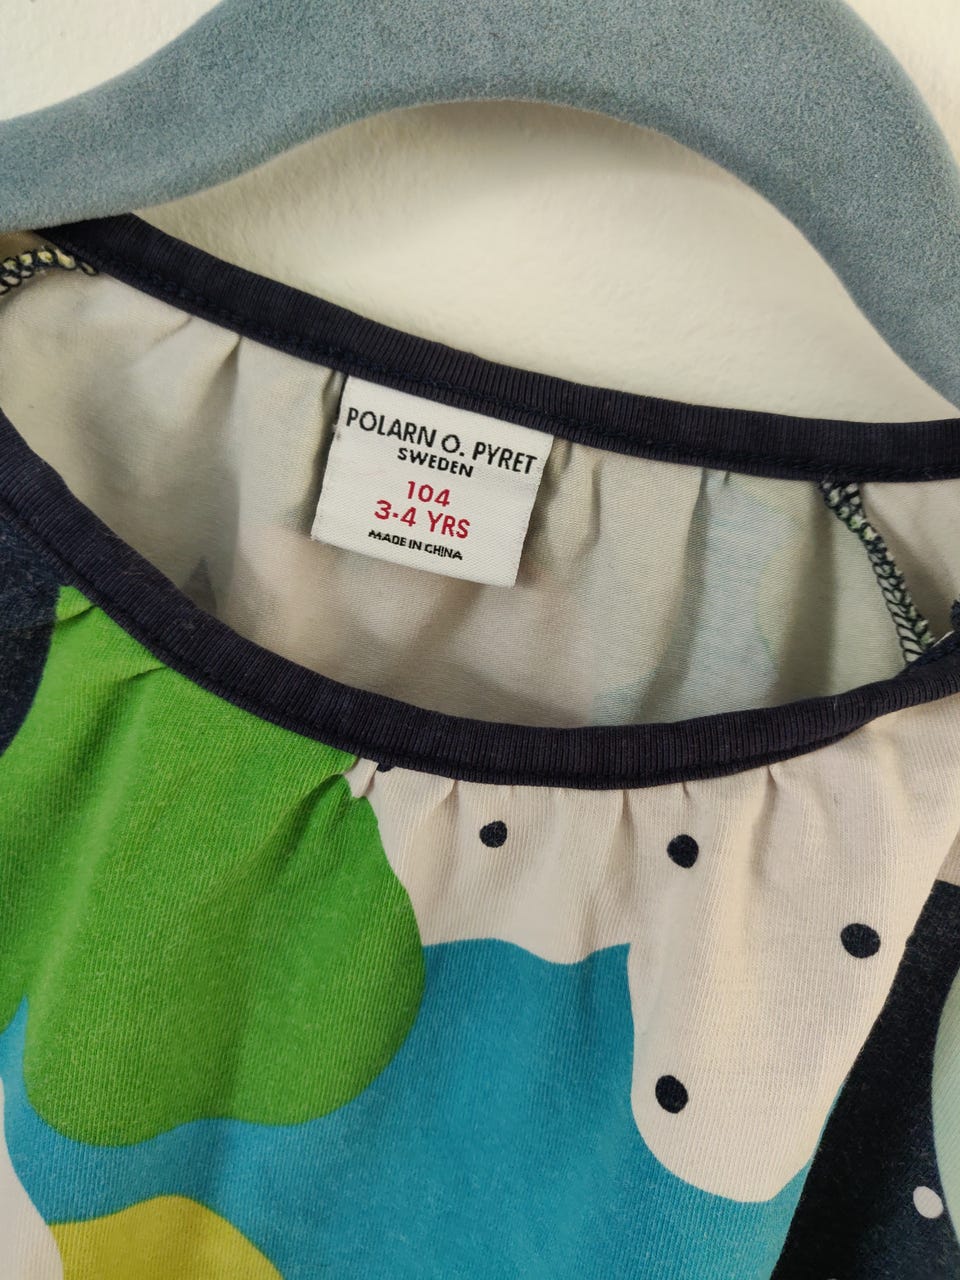 POLARN O. PYRET
SWEDEN
104
3-4 YRS
MADE IN CHINA